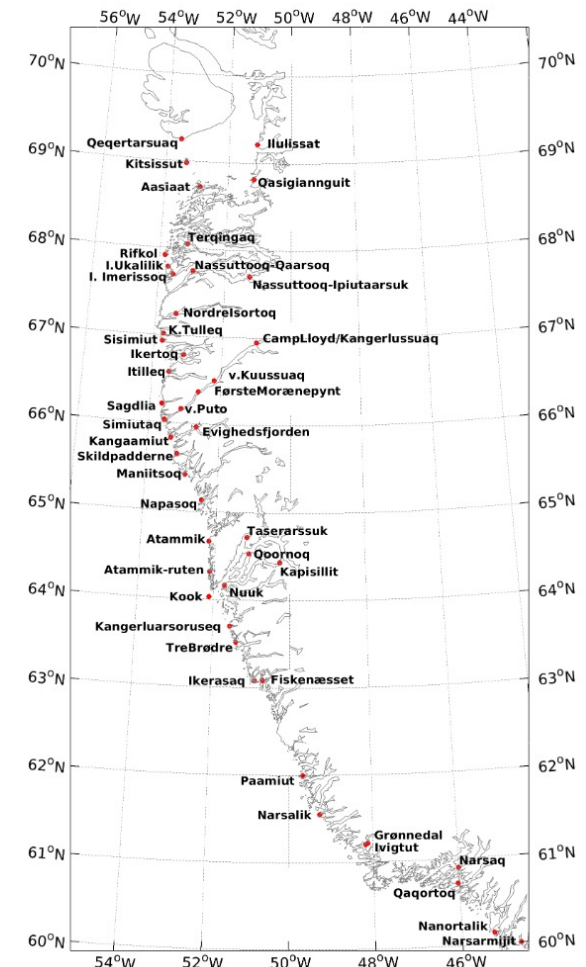 56°W 54°W 52°W 50°W 48°W 46°W 44°W
70°N 70°N
Qeqertarsuaq Ilulissat
69°N 69°N
Kitsissut
Aasiaat Qasigiannguit
68°N 68°N
Terqingaq
Rifkol
I.Ukalilik Nassuttooq-Qaarsoq
I. Imerissoq
Nassuttooq-Ipiutaarsuk
Nordrelsortoq
67°N 67°N
K.Tulleq
Sisimiut CampLloyd/Kangerlussuaq
Ikertoq
Itilleq v.Kuussuaq
FørsteMorænepynt
Sagdlia v.Puto
66°N 66°N
Simiutaq Evighedsfjorden
Kangaamiut
Skildpadderne
Maniitsoq
65°N 65°N
Napasoq
Taserarssuk
Atammik
Qoornoq
Atammik-ruten Kapisillit
64°N 64°N
Kook Nuuk
Kangerluarsoruseq
TreBrødre
63°N 63°N
Ikerasaq Fiskenæsset
62°N 62°N
Paamiut
Narsalik
Grønnedal
Ivigtut
61°N 61°N
Narsaq
Qaqortoq
Nanortalik
60°N Narsarmijit 60°N
54°W 52°W 50°W 48°W 46°W